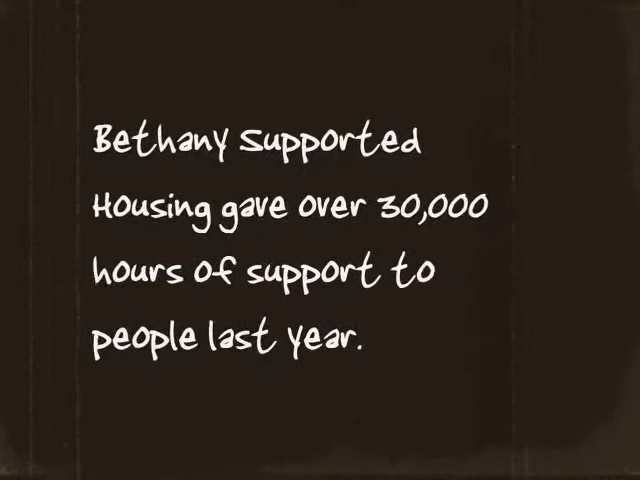 Bethany Supported
Housing gave over 30,000
hours of support to
people last year.